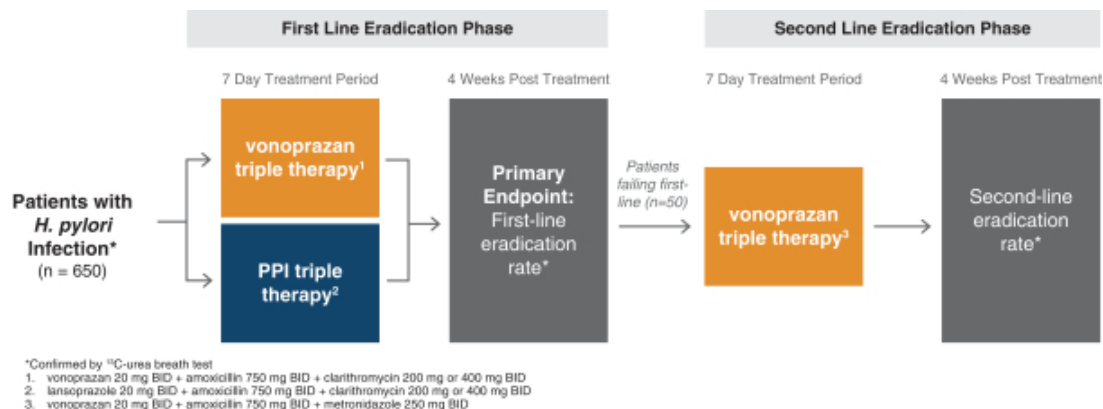 First Line Eradication Phase
Second Line Eradication Phase
7 Day Treatment Period
4 Weeks Post Treatment
7 Day Treatment Period
4 Weeks Post Treatment
Patients with
H. pylori
Infection*
(n = 650)
vonoprazan
triple therapy¹
PPI triple
therapy²
Primary
Endpoint:
First-line
eradication
rate*
Patients
failing first-
line (n=50)
vonoprazan
triple therapy³
Second-line
eradication
rate*
*Confirmed by ¹³C-urea breath test
1. vonoprazan 20 mg BID + amoxicillin 750 mg BID + clarithromycin 200 mg or 400 mg BID
2. lansoprazole 20 mg BID + amoxicillin 750 mg BID + clarithromycin 200 mg or 400 mg BID
3. vonoprazan 20 mg BID + amoxicillin 750 mg BID + metronidazole 250 mg BID